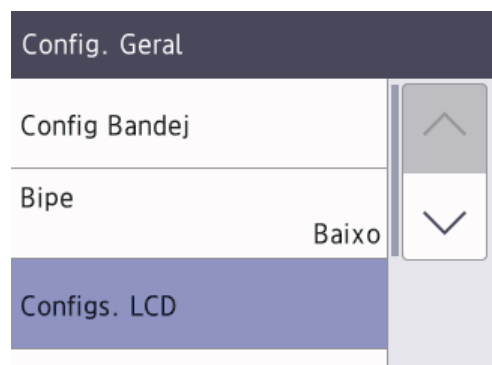 Config. Geral
Config Bandej
Bipe
Baixo
Configs. LCD